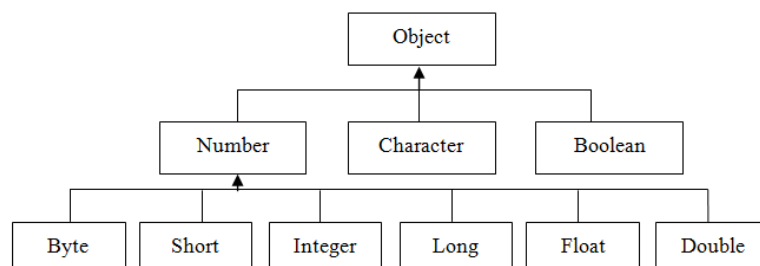 Object
Number Character Boolean
Byte Short Integer Long Float Double